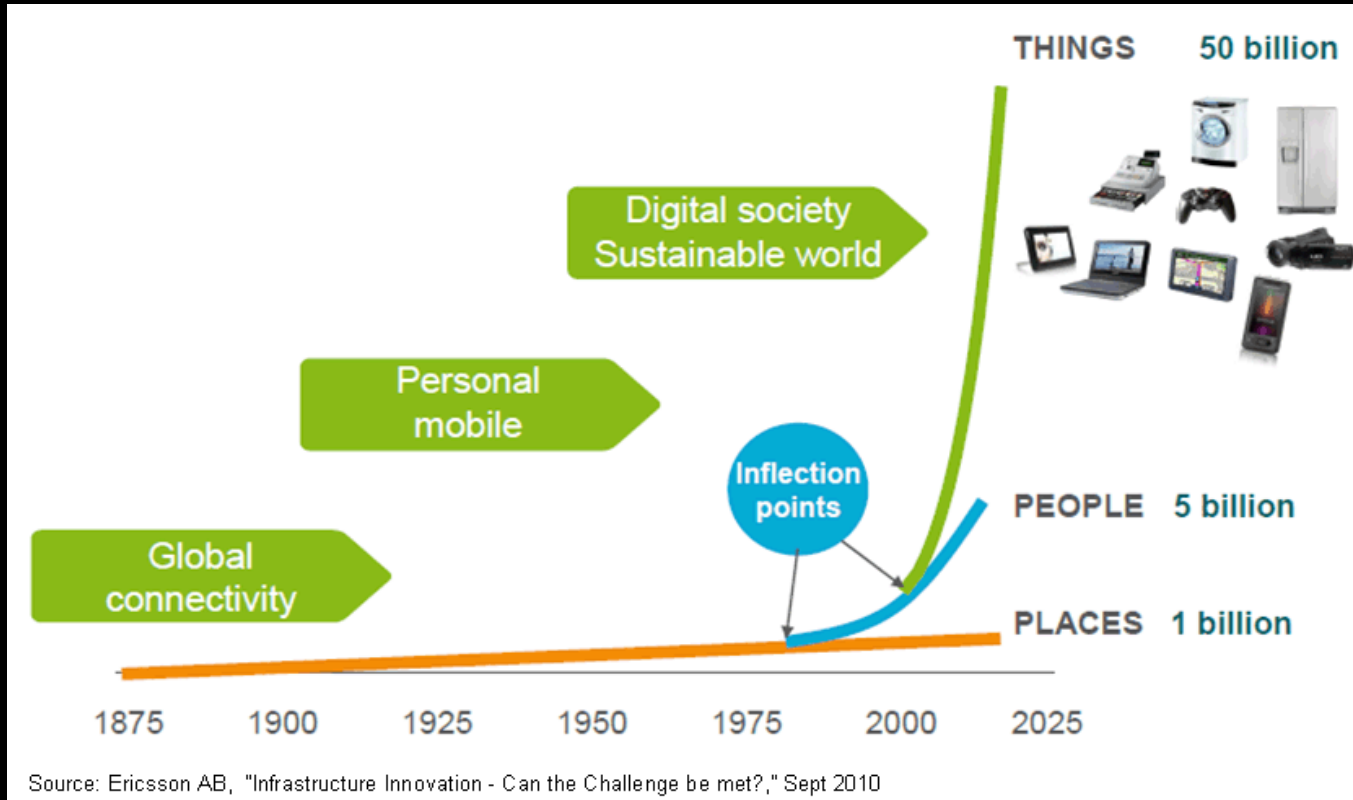 THINGS 50 billion
Digital society
Sustainable world
Personal
mobile
Inflection
points
PEOPLE 5 billion
Global
connectivity
PLACES 1 billion
1875 1900 1925 1950 1975 2000 2025
Source: Ericsson AB, "Infrastructure Innovation - Can the Challenge be met?," Sept 2010